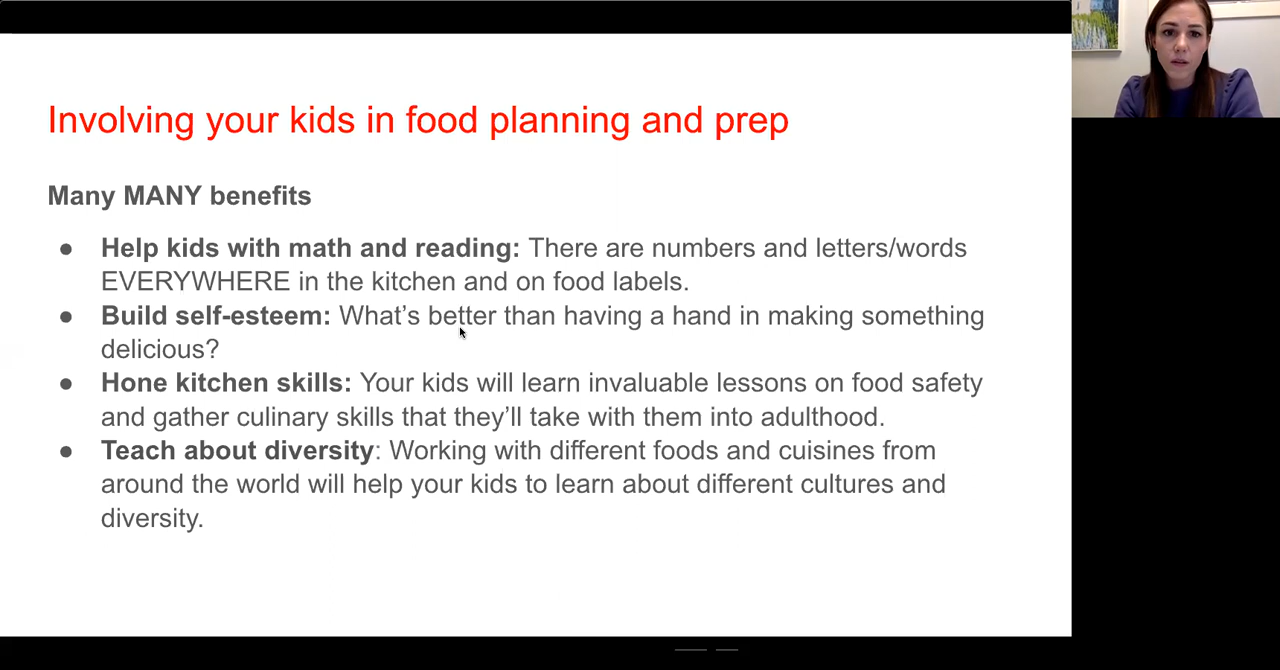 Involving your kids in food planning and prep
Many MANY benefits
● Help kids with math and reading: There are numbers and letters/words
EVERYWHERE in the kitchen and on food labels.
● Build self-esteem: What’s better than having a hand in making something
delicious?
● Hone kitchen skills: Your kids will learn invaluable lessons on food safety
and gather culinary skills that they’ll take with them into adulthood.
● Teach about diversity: Working with different foods and cuisines from
around the world will help your kids to learn about different cultures and
diversity.